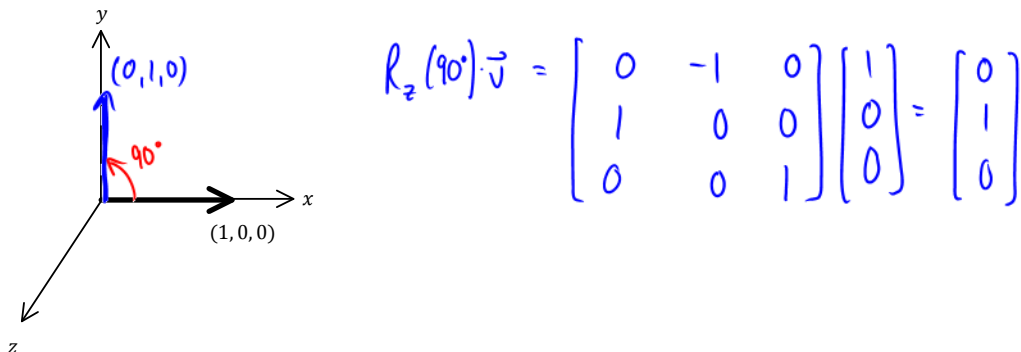 y
(0,1,0)
90°
x
(1, 0, 0)
z
R_z (90°)·v⃗ = [0 -1 0; 1 0 0; 0 0 1] [1; 0; 0] = [0; 1; 0]